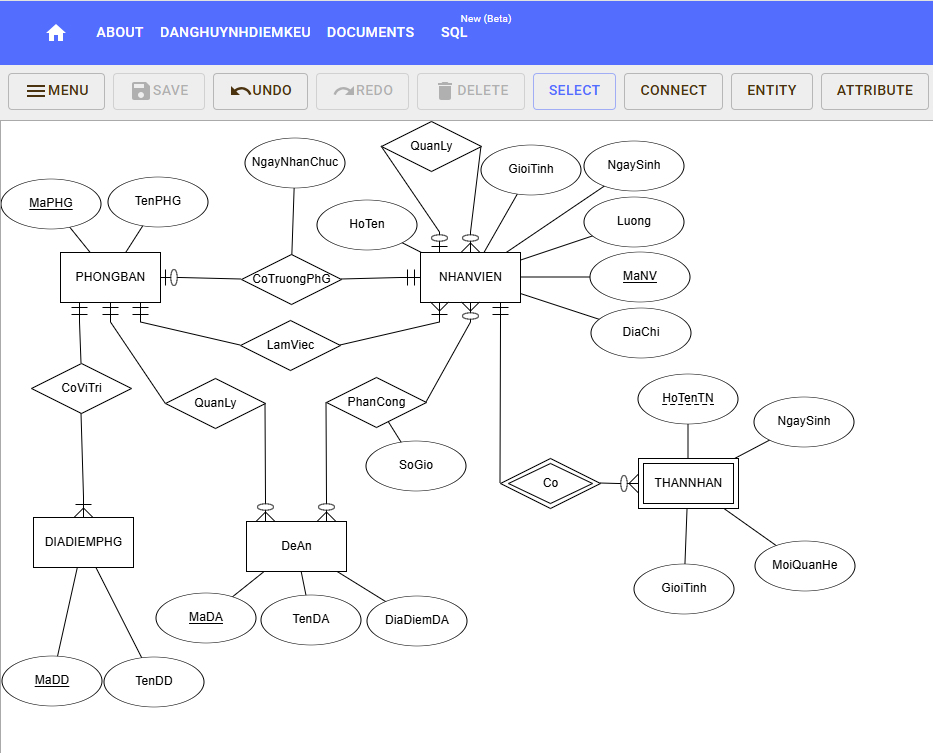 New (Beta)
ABOUT DANGHUYNHDIEMKEU DOCUMENTS SQL
MENU SAVE UNDO REDO DELETE SELECT CONNECT ENTITY ATTRIBUTE
QuanLy
NgayNhanChuc
GioiTinh
NgaySinh
MaPHG
TenPHG
HoTen
Luong
PHONGBAN
CoTruongPhG
NHANVIEN
MaNV
DiaChi
LamViec
CoViTri
QuanLy
PhanCong
HoTenTN
NgaySinh
SoGio
Co
THANNHAN
DIADIEMPHG
DeAn
MoiQuanHe
GioiTinh
MaDA
TenDA
DiaDiemDA
MaDD
TenDD